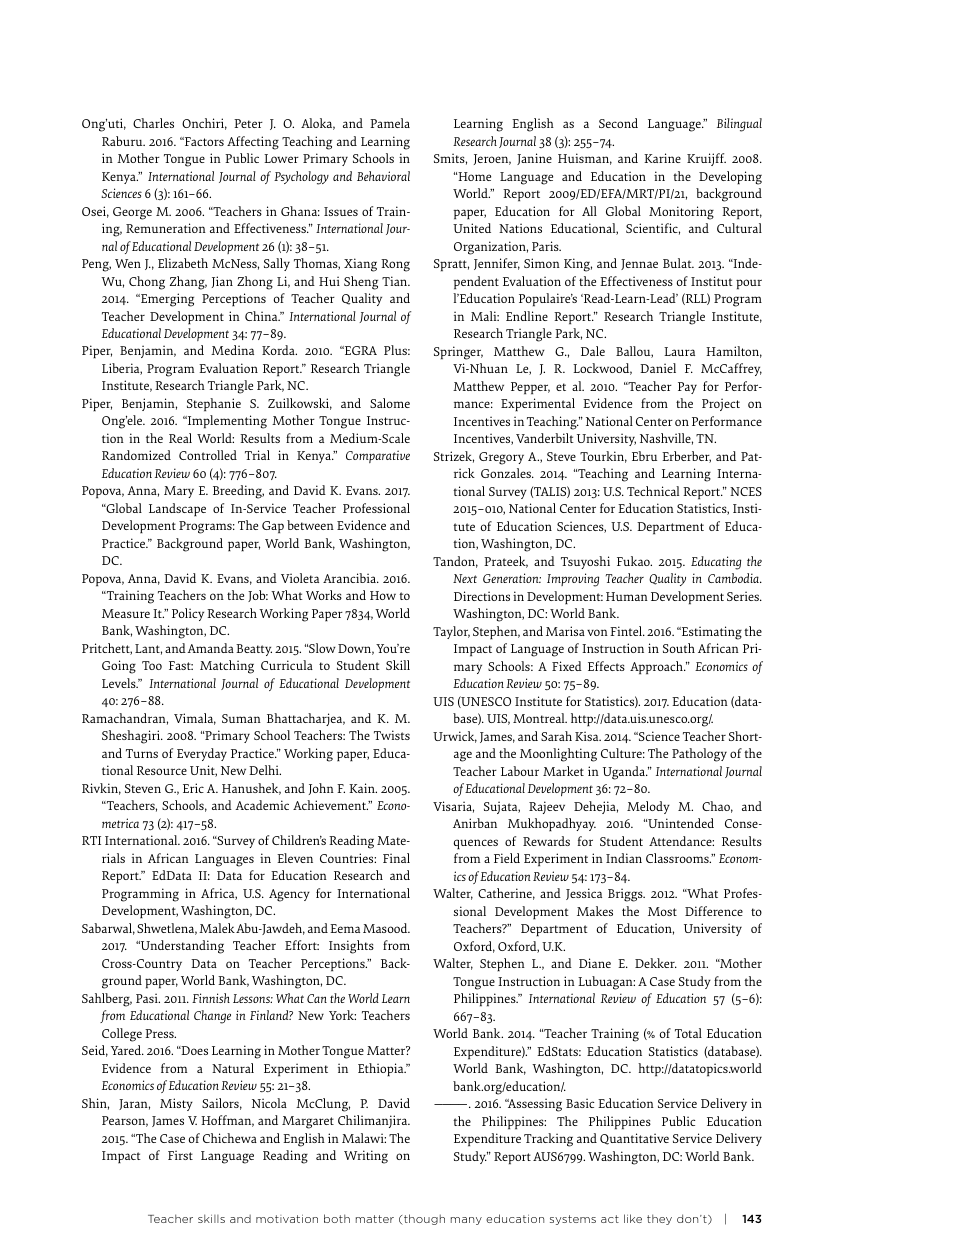 Ong’uti, Charles Onchiri, Peter J. O. Aloka, and Pamela
Raburu. 2016. “Factors Affecting Teaching and Learning
in Mother Tongue in Public Lower Primary Schools in
Kenya.” International Journal of Psychology and Behavioral
Sciences 6 (3): 161–66.
Osei, George M. 2006. “Teachers in Ghana: Issues of Train-
ing, Remuneration and Effectiveness.” International Jour-
nal of Educational Development 26 (1): 38–51.
Peng, Wen J., Elizabeth McNess, Sally Thomas, Xiang Rong
Wu, Chong Zhang, Jian Zhong Li, and Hui Sheng Tian.
2014. “Emerging Perceptions of Teacher Quality and
Teacher Development in China.” International Journal of
Educational Development 34: 77–89.
Piper, Benjamin, and Medina Korda. 2010. “EGRA Plus:
Liberia, Program Evaluation Report.” Research Triangle
Institute, Research Triangle Park, NC.
Piper, Benjamin, Stephanie S. Zuilkowski, and Salome
Ong’ele. 2016. “Implementing Mother Tongue Instruc-
tion in the Real World: Results from a Medium-Scale
Randomized Controlled Trial in Kenya.” Comparative
Education Review 60 (4): 776–807.
Popova, Anna, Mary E. Breeding, and David K. Evans. 2017.
“Global Landscape of In-Service Teacher Professional
Development Programs: The Gap between Evidence and
Practice.” Background paper, World Bank, Washington,
DC.
Popova, Anna, David K. Evans, and Violeta Arancibia. 2016.
“Training Teachers on the Job: What Works and How to
Measure It.” Policy Research Working Paper 7834, World
Bank, Washington, DC.
Pritchett, Lant, and Amanda Beatty. 2015. “Slow Down, You’re
Going Too Fast: Matching Curricula to Student Skill
Levels.” International Journal of Educational Development
40: 276–88.
Ramachandran, Vimala, Suman Bhattacharjea, and K. M.
Sheshagiri. 2008. “Primary School Teachers: The Twists
and Turns of Everyday Practice.” Working paper, Educa-
tional Resource Unit, New Delhi.
Rivkin, Steven G., Eric A. Hanushek, and John F. Kain. 2005.
“Teachers, Schools, and Academic Achievement.” Econo-
metrica 73 (2): 417–58.
RTI International. 2016. “Survey of Children’s Reading Mate-
rials in African Languages in Eleven Countries: Final
Report.” EdData II: Data for Education Research and
Programming in Africa, U.S. Agency for International
Development, Washington, DC.
Sabarwal, Shwetlena, Malek Abu-Jawdeh, and Eema Masood.
2017. “Understanding Teacher Effort: Insights from
Cross-Country Data on Teacher Perceptions.” Back-
ground paper, World Bank, Washington, DC.
Sahlberg, Pasi. 2011. Finnish Lessons: What Can the World Learn
from Educational Change in Finland? New York: Teachers
College Press.
Seid, Yared. 2016. “Does Learning in Mother Tongue Matter?
Evidence from a Natural Experiment in Ethiopia.”
Economics of Education Review 55: 21–38.
Shin, Jaran, Misty Sailors, Nicola McClung, P. David
Pearson, James V. Hoffman, and Margaret Chilimanjira.
2015. “The Case of Chichewa and English in Malawi: The
Impact of First Language Reading and Writing on
Learning English as a Second Language.” Bilingual
Research Journal 38 (3): 255–74.
Smits, Jeroen, Janine Huisman, and Karine Kruijff. 2008.
“Home Language and Education in the Developing
World.” Report 2009/ED/EFA/MRT/PI/21, background
paper, Education for All Global Monitoring Report,
United Nations Educational, Scientific, and Cultural
Organization, Paris.
Spratt, Jennifer, Simon King, and Jennae Bulat. 2013. “Inde-
pendent Evaluation of the Effectiveness of Institut pour
l’Education Populaire’s ‘Read-Learn-Lead’ (RLL) Program
in Mali: Endline Report.” Research Triangle Institute,
Research Triangle Park, NC.
Springer, Matthew G., Dale Ballou, Laura Hamilton,
Vi-Nhuan Le, J. R. Lockwood, Daniel F. McCaffrey,
Matthew Pepper, et al. 2010. “Teacher Pay for Perfor-
mance: Experimental Evidence from the Project on
Incentives in Teaching.” National Center on Performance
Incentives, Vanderbilt University, Nashville, TN.
Strizek, Gregory A., Steve Tourkin, Ebru Erberber, and Pat-
rick Gonzales. 2014. “Teaching and Learning Interna-
tional Survey (TALIS) 2013: U.S. Technical Report.” NCES
2015–010, National Center for Education Statistics, Insti-
tute of Education Sciences, U.S. Department of Educa-
tion, Washington, DC.
Tandon, Prateek, and Tsuyoshi Fukao. 2015. Educating the
Next Generation: Improving Teacher Quality in Cambodia.
Directions in Development: Human Development Series.
Washington, DC: World Bank.
Taylor, Stephen, and Marisa von Fintel. 2016. “Estimating the
Impact of Language of Instruction in South African Pri-
mary Schools: A Fixed Effects Approach.” Economics of
Education Review 50: 75–89.
UIS (UNESCO Institute for Statistics). 2017. Education (data-
base). UIS, Montreal. http://data.uis.unesco.org/.
Urwick, James, and Sarah Kisa. 2014. “Science Teacher Short-
age and the Moonlighting Culture: The Pathology of the
Teacher Labour Market in Uganda.” International Journal
of Educational Development 36: 72–80.
Visaria, Sujata, Rajeev Dehejia, Melody M. Chao, and
Anirban Mukhopadhyay. 2016. “Unintended Conse-
quences of Rewards for Student Attendance: Results
from a Field Experiment in Indian Classrooms.” Econom-
ics of Education Review 54: 173–84.
Walter, Catherine, and Jessica Briggs. 2012. “What Profes-
sional Development Makes the Most Difference to
Teachers?” Department of Education, University of
Oxford, Oxford, U.K.
Walter, Stephen L., and Diane E. Dekker. 2011. “Mother
Tongue Instruction in Lubuagan: A Case Study from the
Philippines.” International Review of Education 57 (5–6):
667–83.
World Bank. 2014. “Teacher Training (% of Total Education
Expenditure).” EdStats: Education Statistics (database).
World Bank, Washington, DC. http://datatopics.world
bank.org/education/.
———. 2016. “Assessing Basic Education Service Delivery in
the Philippines: The Philippines Public Education
Expenditure Tracking and Quantitative Service Delivery
Study.” Report AUS6799. Washington, DC: World Bank.
Teacher skills and motivation both matter (though many education systems act like they don’t) | 143